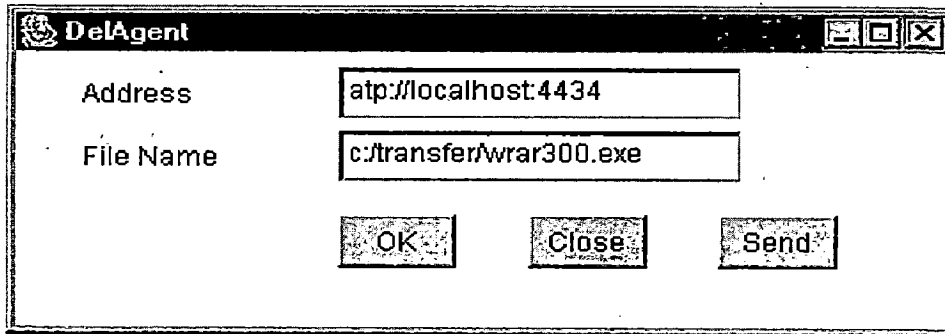 DelAgent
Address atp://localhost:4434
File Name c:/transfer/wrar300.exe
OK Close Send